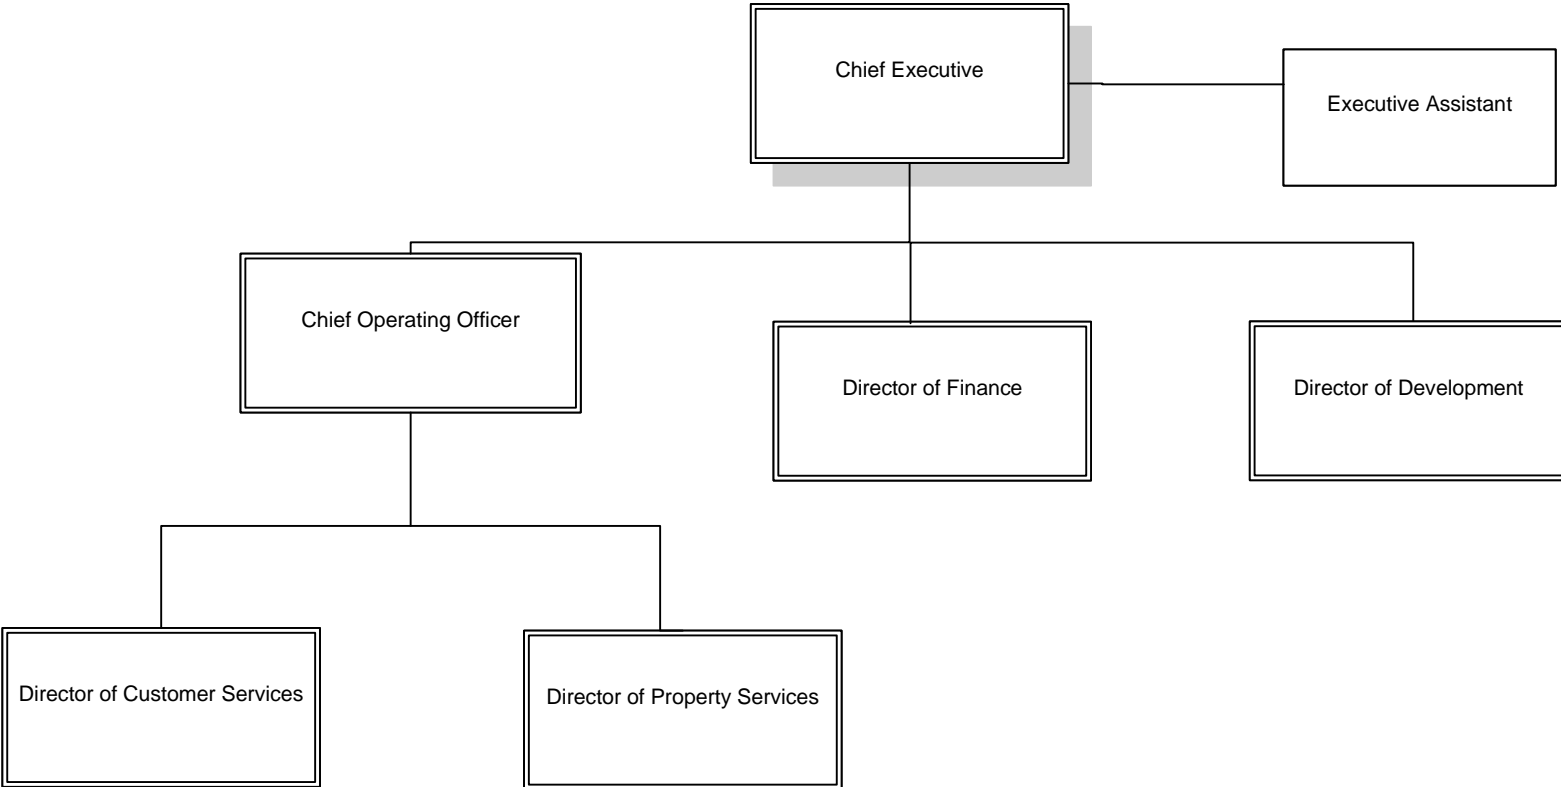 Chief Executive
Executive Assistant
Chief Operating Officer
Director of Finance
Director of Development
Director of Customer Services
Director of Property Services